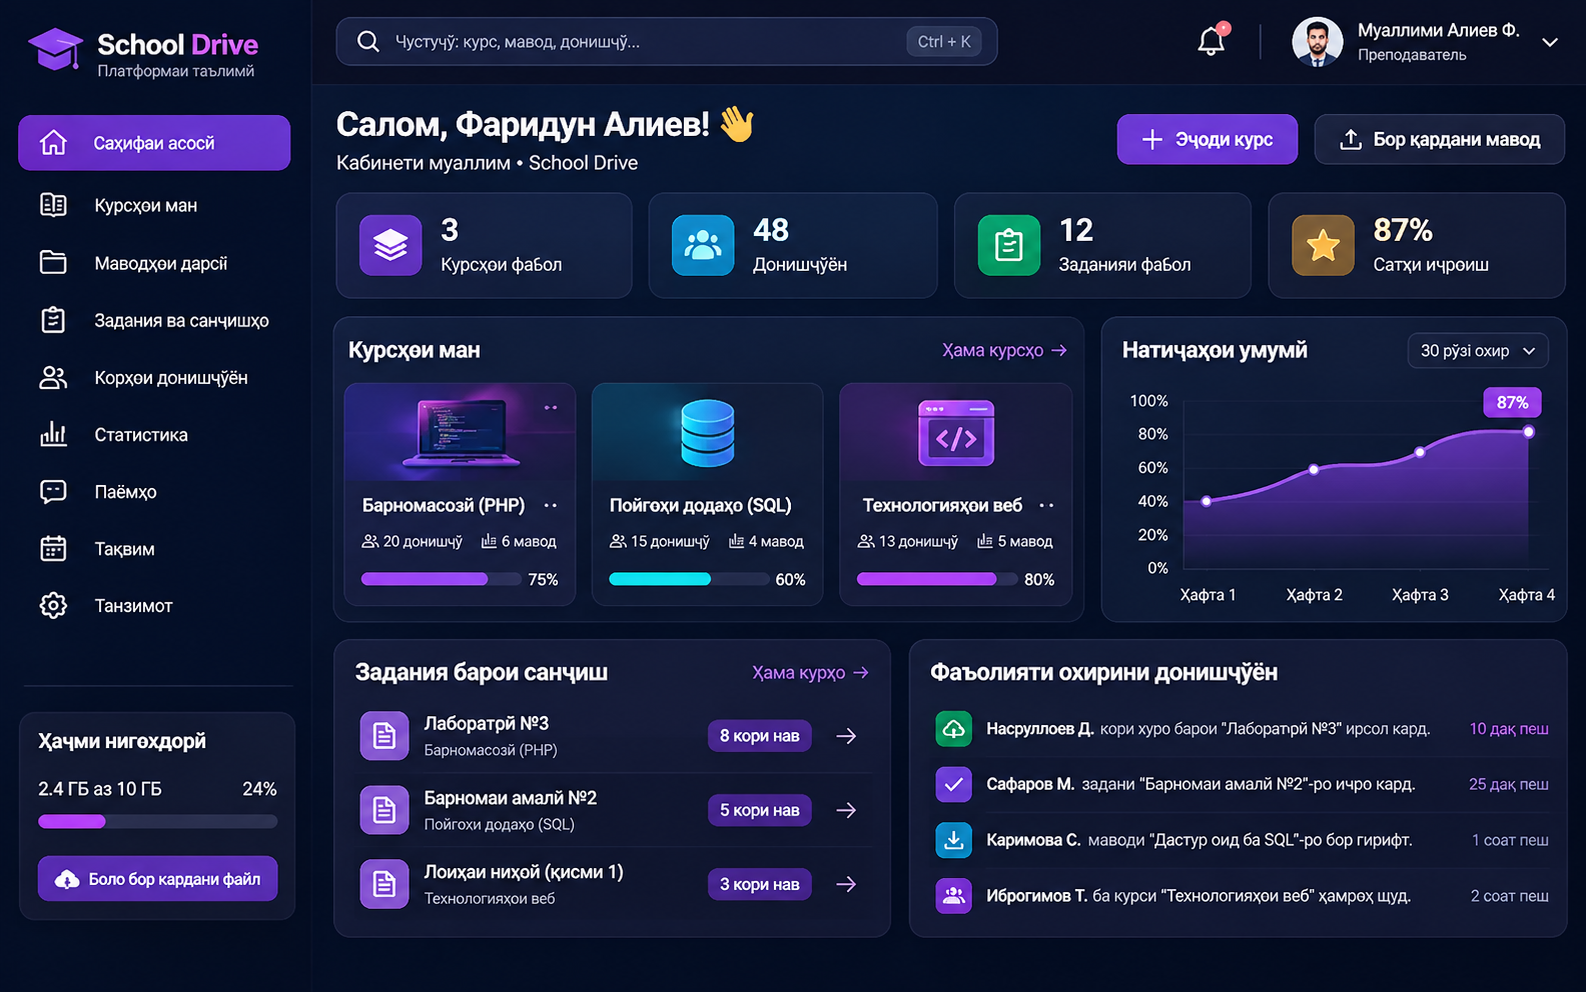 School Drive
Платформаи таълимӣ
Саҳифаи асосӣ
Курсҳои ман
Маводҳои дарсӣ
Задания ва санҷишҳо
Корҳои донишҷӯён
Статистика
Паёмҳо
Тақвим
Танзимот
Ҳаҷми нигоҳдорӣ
2.4 ГБ аз 10 ГБ 24%
Боло бор кардани файл
Ҷустуҷӯ: курс, мавод, донишҷӯ... Ctrl + K
Муаллими Алиев Ф.
Преподаватель
Салом, Фаридун Алиев! 👋
Кабинети муаллим • School Drive
Эҷоди курс
Бор қардани мавод
3
Курсҳои фаъол
48
Донишҷӯён
12
Заданияи фаъол
87%
Сатҳи иҷроиш
Курсҳои ман Ҳама курсҳо →
Барномасозӣ (PHP)
20 донишҷӯ 6 мавод
75%
Пойгоҳи додаҳо (SQL)
15 донишҷӯ 4 мавод
60%
Технологияҳои веб
13 донишҷӯ 5 мавод
80%
Натиҷаҳои умумӣ 30 рӯзі охир
87%
100%
80%
60%
40%
20%
0%
Ҳафта 1 Ҳафта 2 Ҳафта 3 Ҳафта 4
Задания барои санҷиш Ҳама курҳо →
Лаборатрӣ №3
Барномасозӣ (PHP)
8 кори нав
Барномаи амалӣ №2
Пойгохи додаҳо (SQL)
5 кори нав
Лоиҳаи ниҳой (қисми 1)
Технологияҳои веб
3 кори нав
Фаъолияти охирини донишҷӯён
Насруллоев Д. кори хуро барои "Лаборатрӣ №3" ирсол кард. 10 дақ пеш
Сафаров М. задани "Барномаи амалӣ №2"-ро иҷро кард. 25 дақ пеш
Каримова С. маводи "Дастур оид ба SQL"-ро бор гирифт. 1 соат пеш
Иброгимов Т. ба курси "Технологияҳои веб" ҳамроҳ щуд. 2 соат пеш